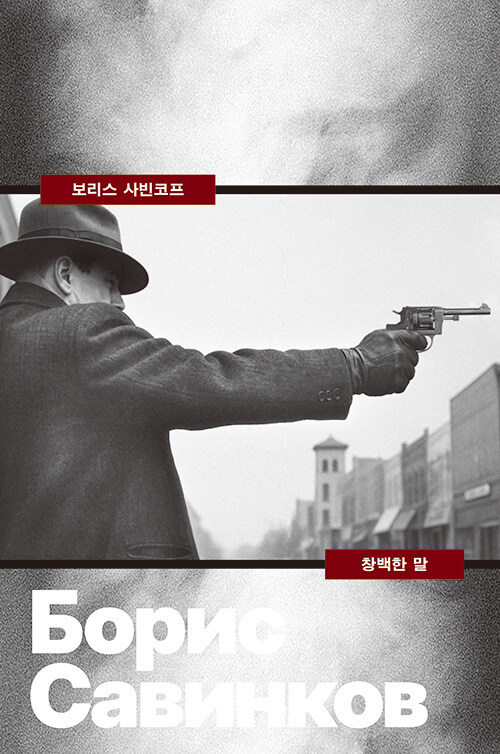 보리스 사빈코프
창백한 말
Борис
Савинков